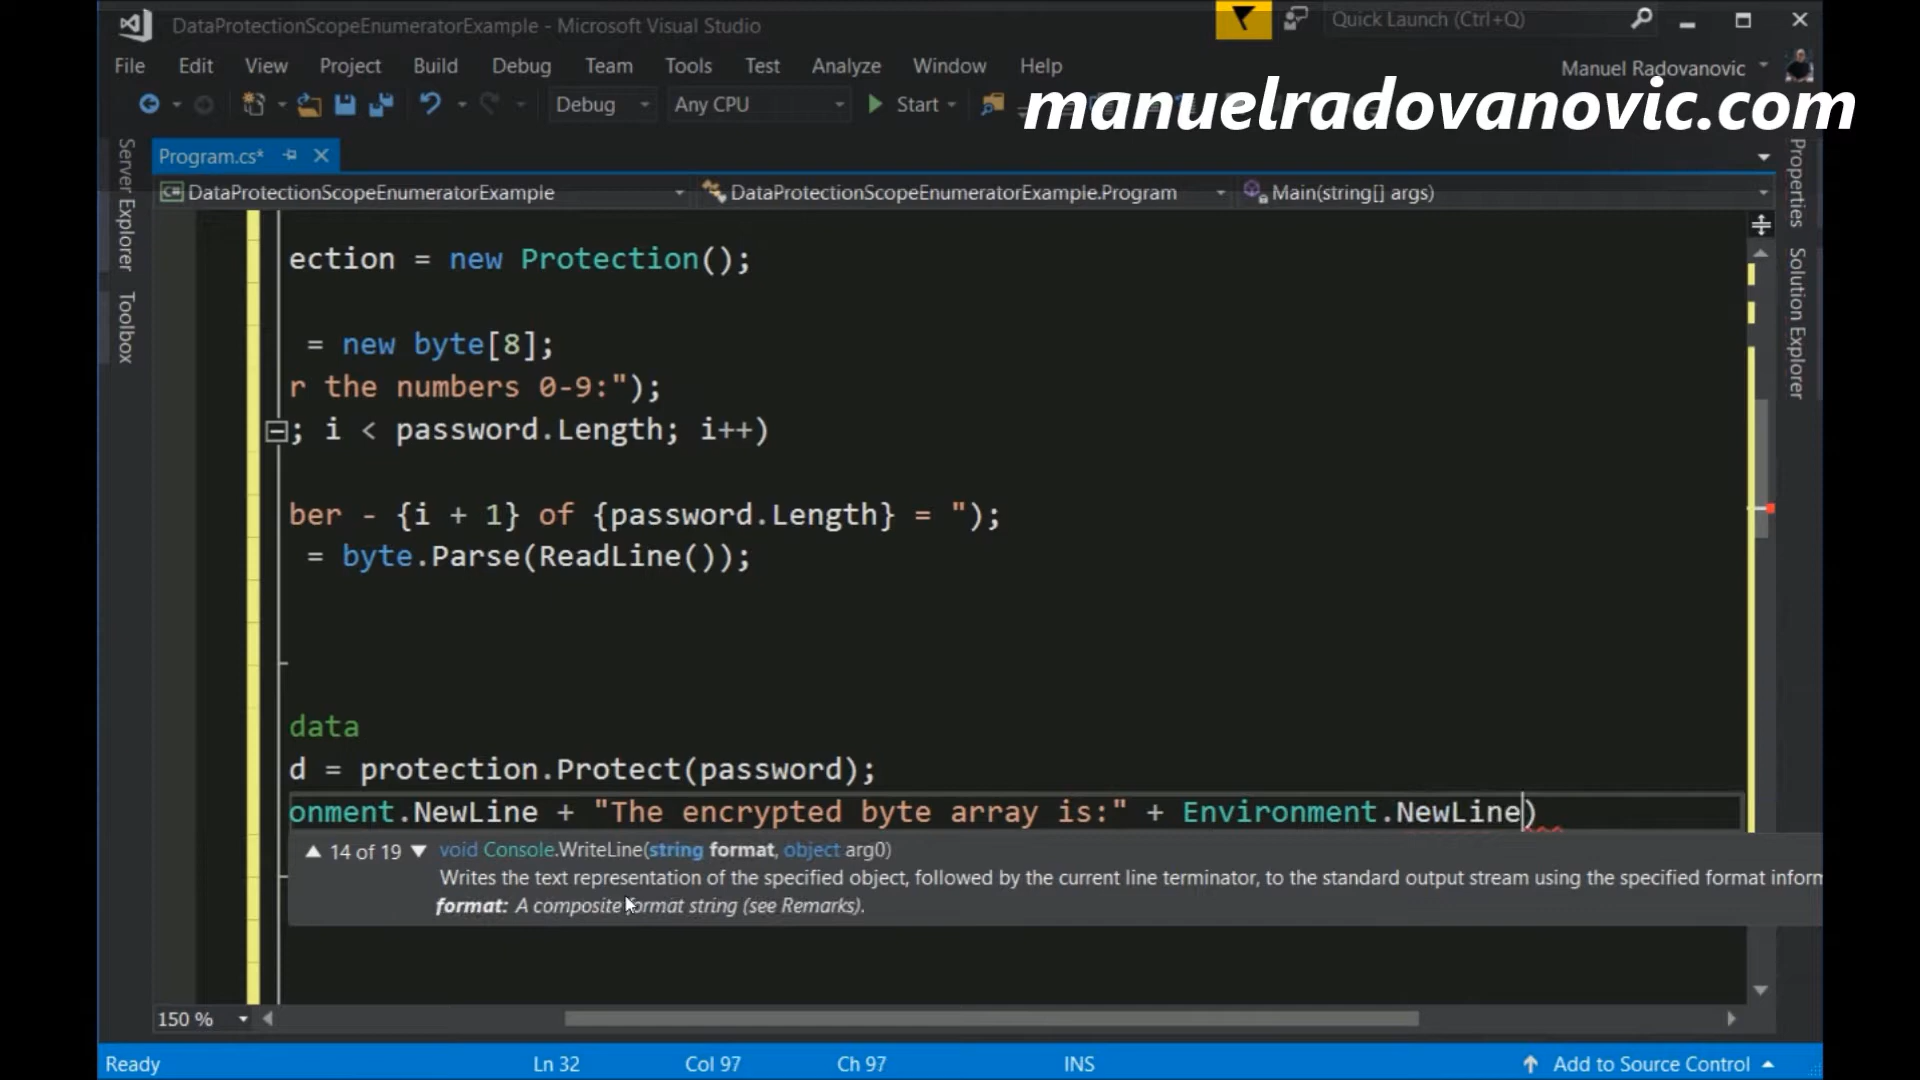 DataProtectionScopeEnumeratorExample - Microsoft Visual Studio
Quick Launch (Ctrl+Q)
File Edit View Project Build Debug Team Tools Test Analyze Window Help
Manuel Radovanovic
manuelradovanovic.com
Debug Any CPU Start
Server Explorer
Toolbox
Program.cs*
DataProtectionScopeEnumeratorExample DataProtectionScopeEnumeratorExample.Program Main(string[] args)
Properties
Solution Explorer
ection = new Protection();
= new byte[8];
r the numbers 0-9:");
; i < password.Length; i++)
ber - {i + 1} of {password.Length} = ");
= byte.Parse(ReadLine());
data
d = protection.Protect(password);
onment.NewLine + "The encrypted byte array is:" + Environment.NewLine)
14 of 19 void Console.WriteLine(string format, object arg0)
Writes the text representation of the specified object, followed by the current line terminator, to the standard output stream using the specified format inform
format: A composite format string (see Remarks).
150 %
Ready Ln 32 Col 97 Ch 97 INS Add to Source Control